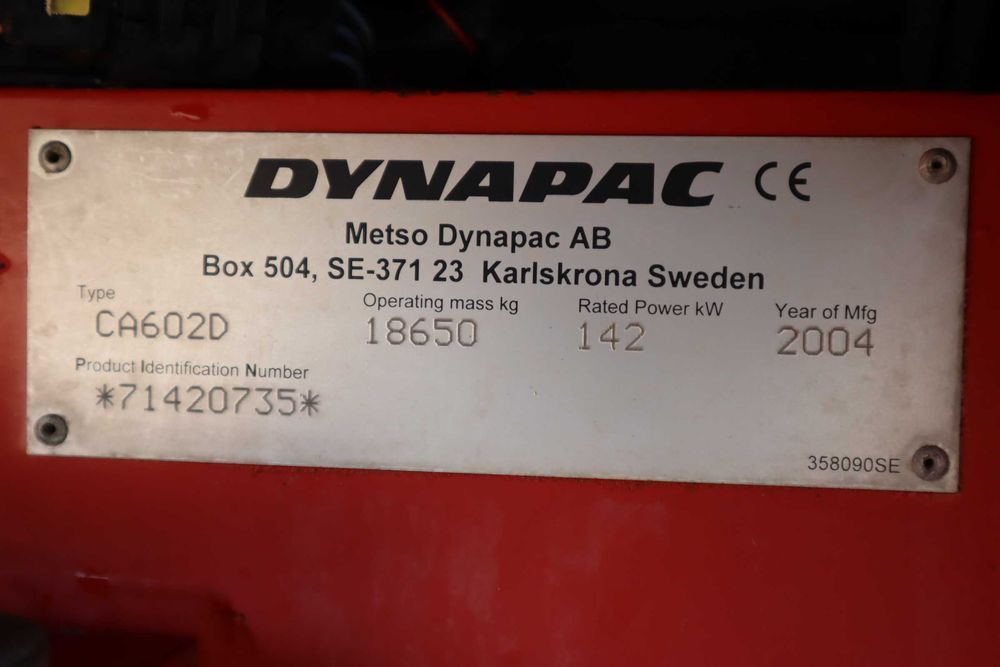 DYNAPAC CE
Metso Dynapac AB
Box 504, SE-371 23 Karlskrona Sweden
Type Operating mass kg Rated Power kW Year of Mfg
CA602D 18650 142 2004
Product Identification Number
*71420735*
358090SE